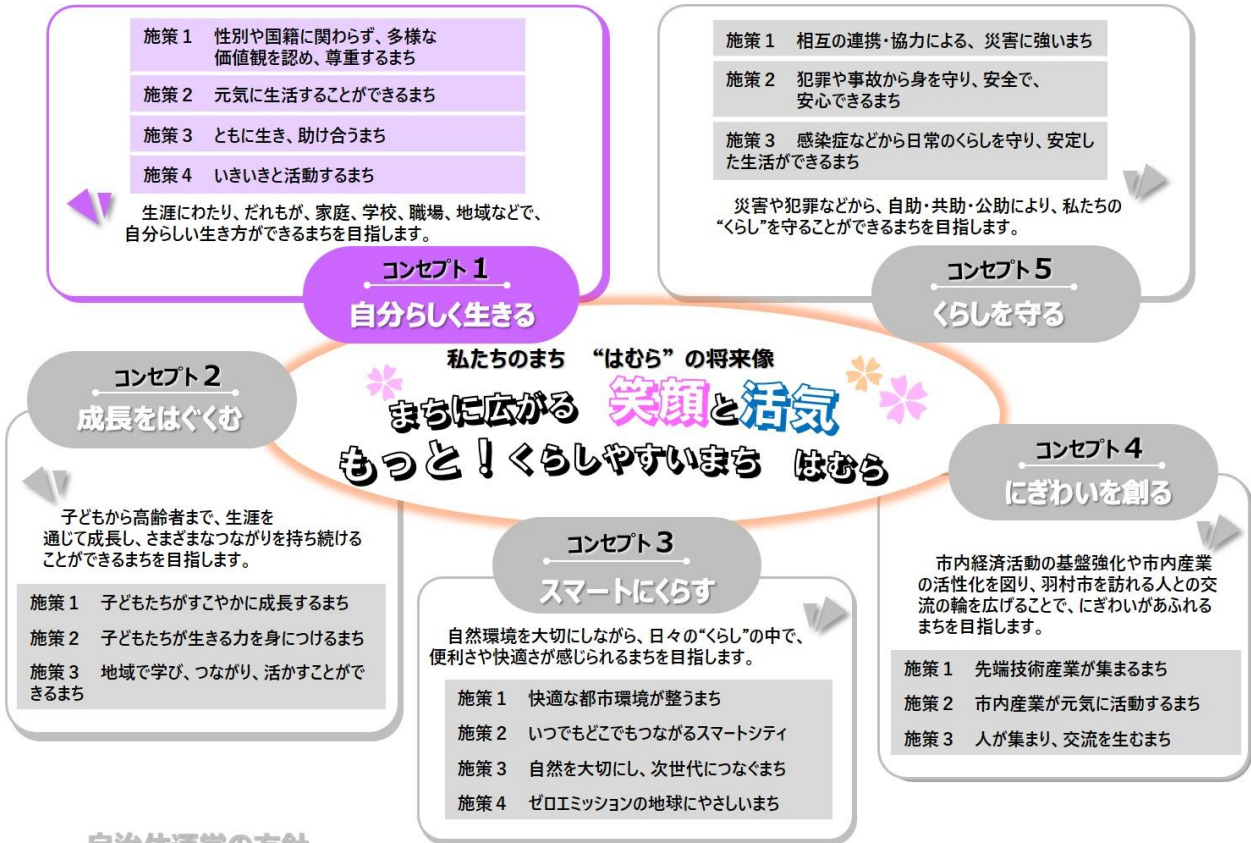 施策1 性別や国籍に関わらず、多様な
価値観を認め、尊重するまち
施策2 元気に生活することができるまち
施策3 ともに生き、助け合うまち
施策4 いきいきと活動するまち
生涯にわたり、だれもが、家庭、学校、職場、地域などで、
自分らしい生き方ができるまちを目指します。
コンセプト1
自分らしく生きる
施策1 相互の連携・協力による、災害に強いまち
施策2 犯罪や事故から身を守り、安全で、
安心できるまち
施策3 感染症などから日常のくらしを守り、安定し
た生活ができるまち
災害や犯罪などから、自助・共助・公助により、私たちの
“くらし”を守ることができるまちを目指します。
コンセプト5
くらしを守る
私たちのまち “はむら”の将来像
まちに広がる 笑顔と活気
もっと！くらしやすいまち はむら
コンセプト2
成長をはぐくむ
子どもから高齢者まで、生涯を
通じて成長し、さまざまなつながりを持ち続ける
ことができるまちを目指します。
施策1 子どもたちがすこやかに成長するまち
施策2 子どもたちが生きる力を身につけるまち
施策3 地域で学び、つながり、活かすことがで
きるまち
コンセプト3
スマートにくらす
自然環境を大切にしながら、日々の“くらし”の中で、
便利さや快適さが感じられるまちを目指します。
施策1 快適な都市環境が整うまち
施策2 いつでもどこでもつながるスマートシティ
施策3 自然を大切にし、次世代につなぐまち
施策4 ゼロエミッションの地球にやさしいまち
コンセプト4
にぎわいを創る
市内経済活動の基盤強化や市内産業
の活性化を図り、羽村市を訪れる人との交
流の輪を広げることで、にぎわいがあふれる
まちを目指します。
施策1 先端技術産業が集まるまち
施策2 市内産業が元気に活動するまち
施策3 人が集まり、交流を生むまち